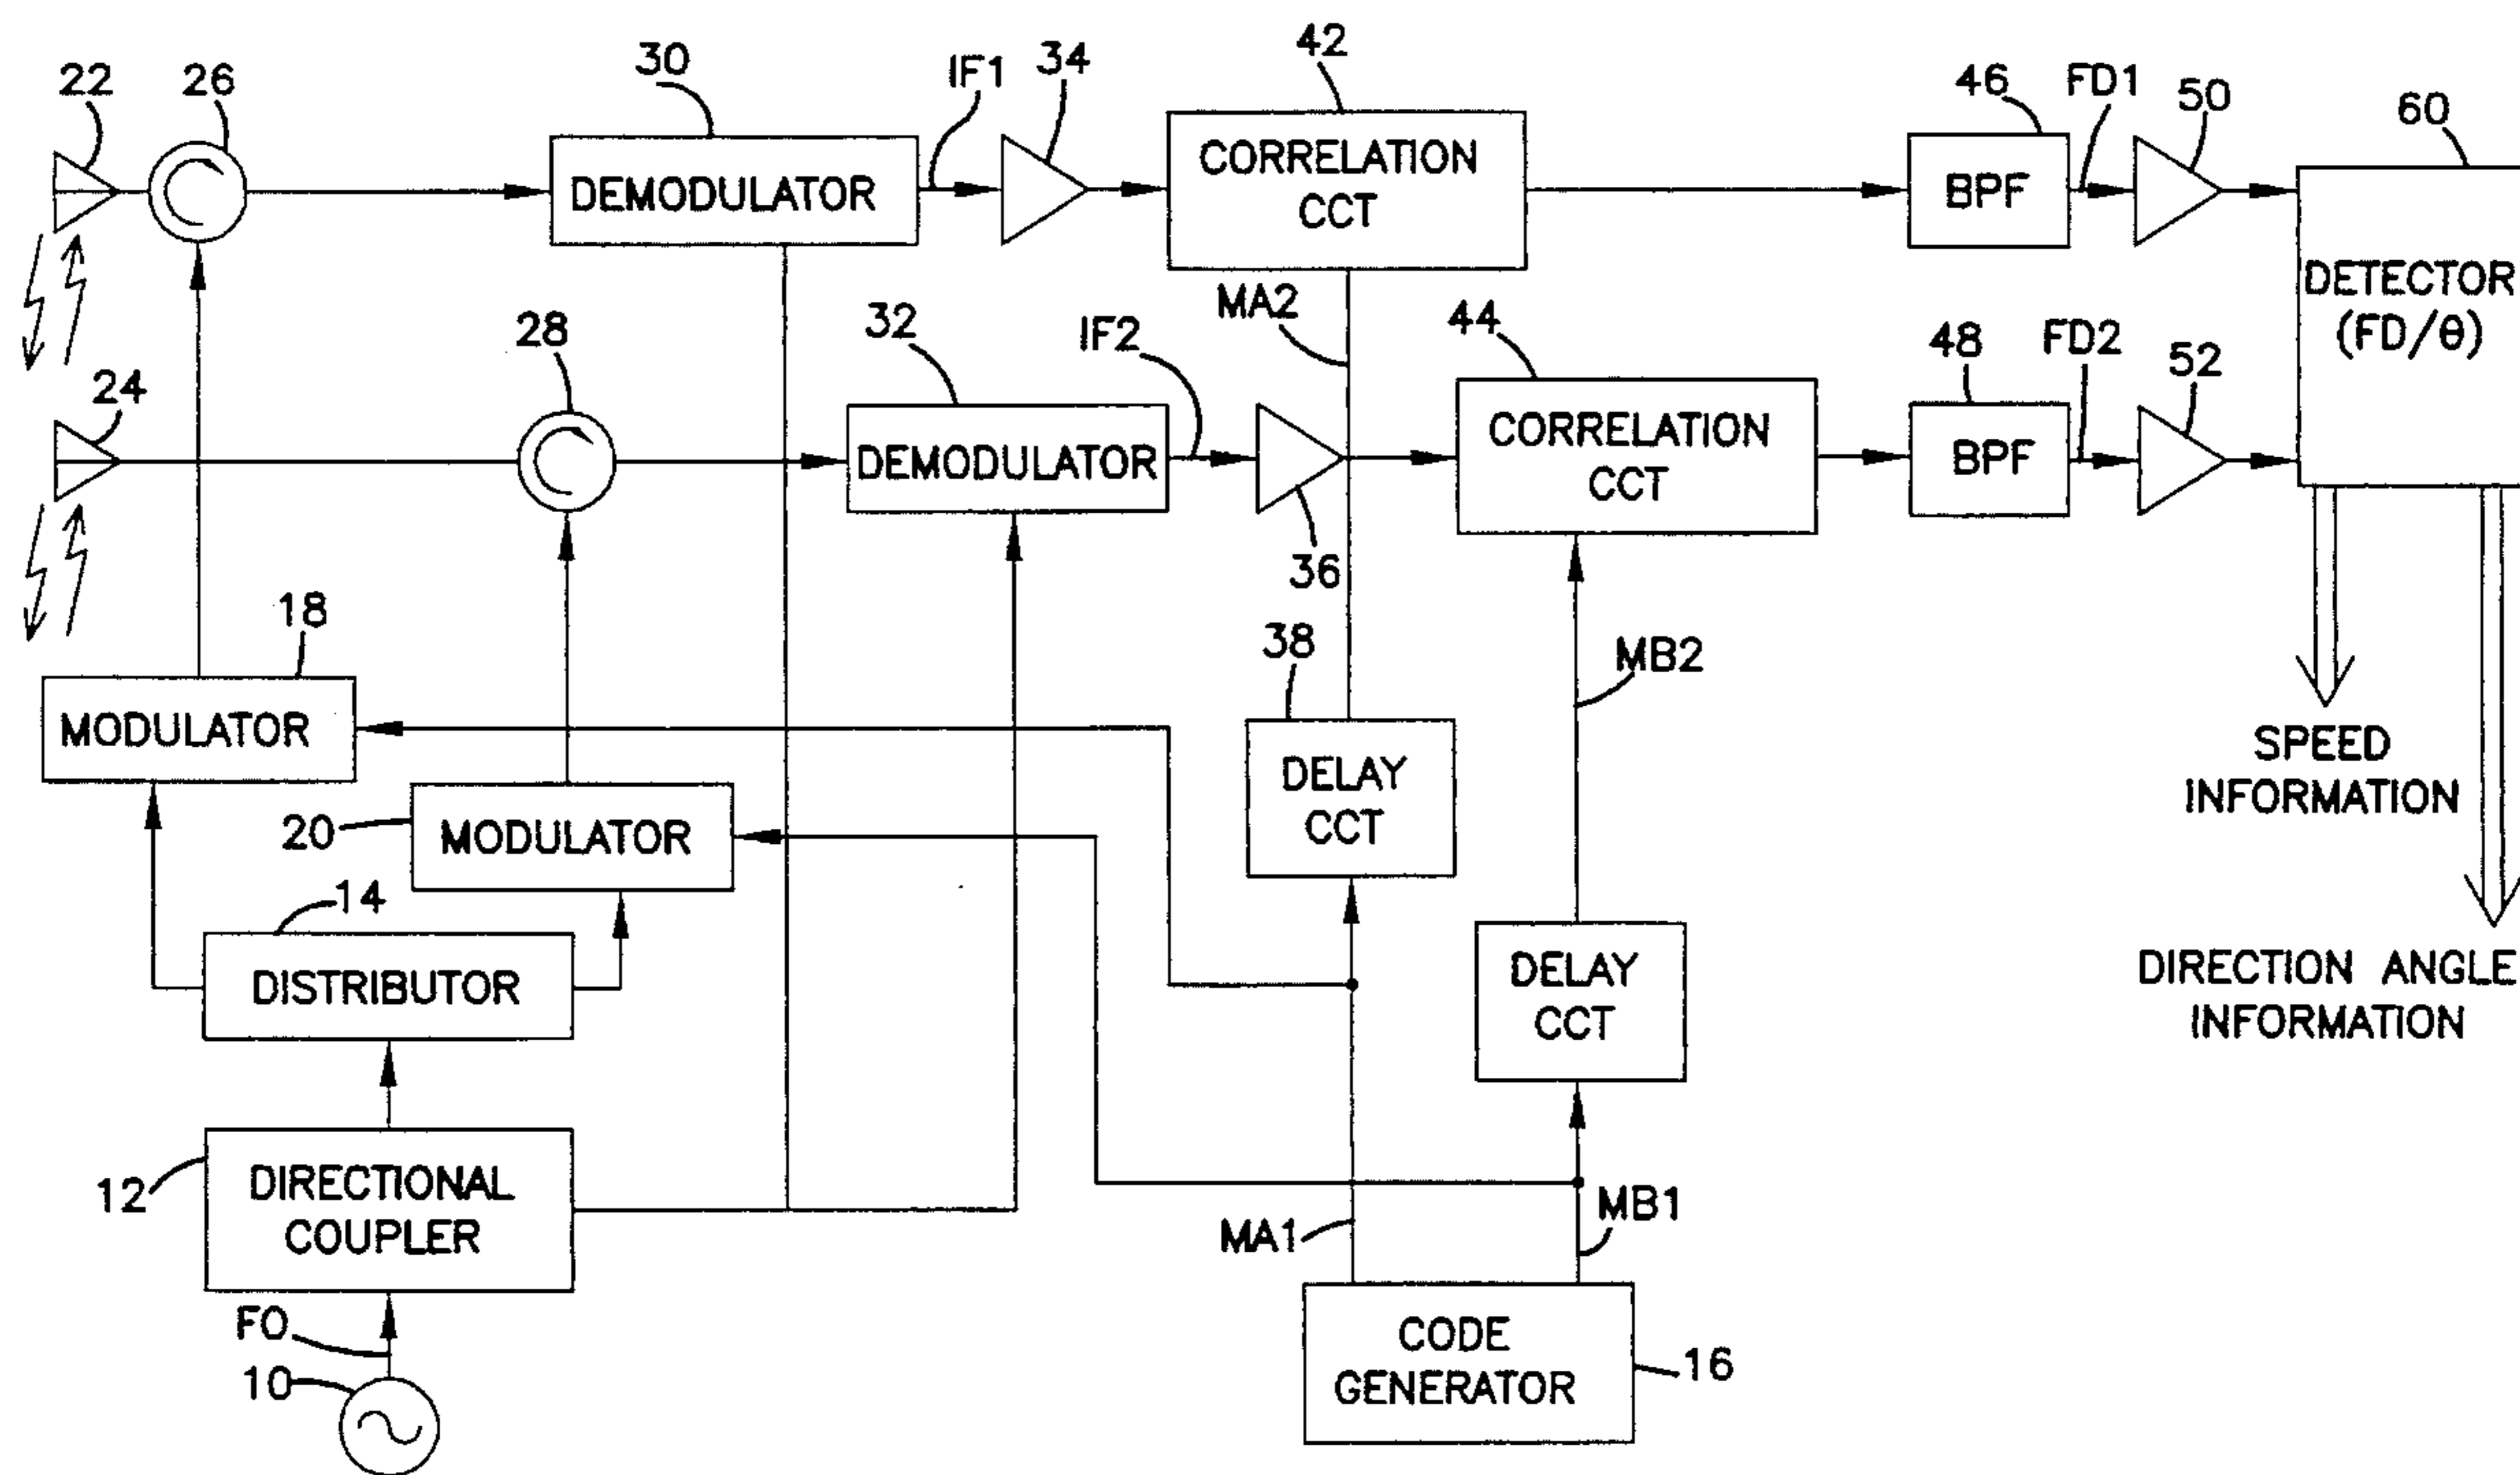 22
26
30
IF1
34
42
46
FD1
50
60
DEMODULATOR
CORRELATION
CCT
BPF
DETECTOR
(FD/θ)
24
28
32
IF2
MA2
44
48
FD2
52
DEMODULATOR
36
CORRELATION
CCT
BPF
18
38
MB2
MODULATOR
DELAY
CCT
SPEED
INFORMATION
20
MODULATOR
14
DISTRIBUTOR
DELAY
CCT
DIRECTION ANGLE
INFORMATION
12
DIRECTIONAL
COUPLER
MA1
MB1
FO
10
CODE
GENERATOR
16